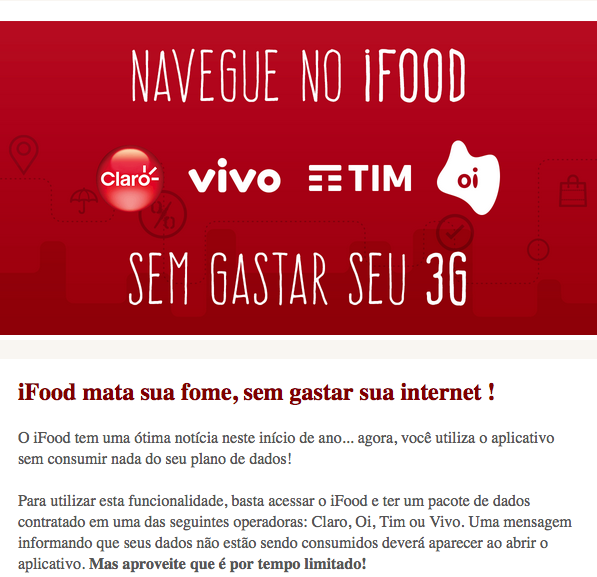 NAVEGUE NO iFOOD
Claro vivo TIM oi
%
SEM GASTAR SEU 3G
iFood mata sua fome, sem gastar sua internet !
O iFood tem uma ótima notícia neste início de ano... agora, você utiliza o aplicativo
sem consumir nada do seu plano de dados!
Para utilizar esta funcionalidade, basta acessar o iFood e ter um pacote de dados
contratado em uma das seguintes operadoras: Claro, Oi, Tim ou Vivo. Uma mensagem
informando que seus dados não estão sendo consumidos deverá aparecer ao abrir o
aplicativo. Mas aproveite que é por tempo limitado!